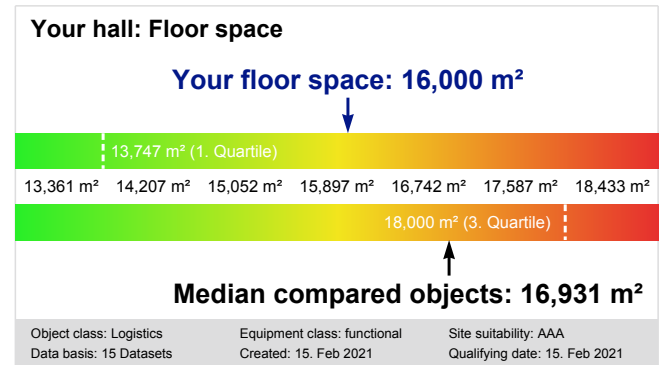 Your hall: Floor space
Your floor space: 16,000 m²
13,747 m² (1. Quartile)
13,361 m² 14,207 m² 15,052 m² 15,897 m² 16,742 m² 17,587 m² 18,433 m²
18,000 m² (3. Quartile)
Median compared objects: 16,931 m²
Object class: Logistics Equipment class: functional Site suitability: AAA
Data basis: 15 Datasets Created: 15. Feb 2021 Qualifying date: 15. Feb 2021